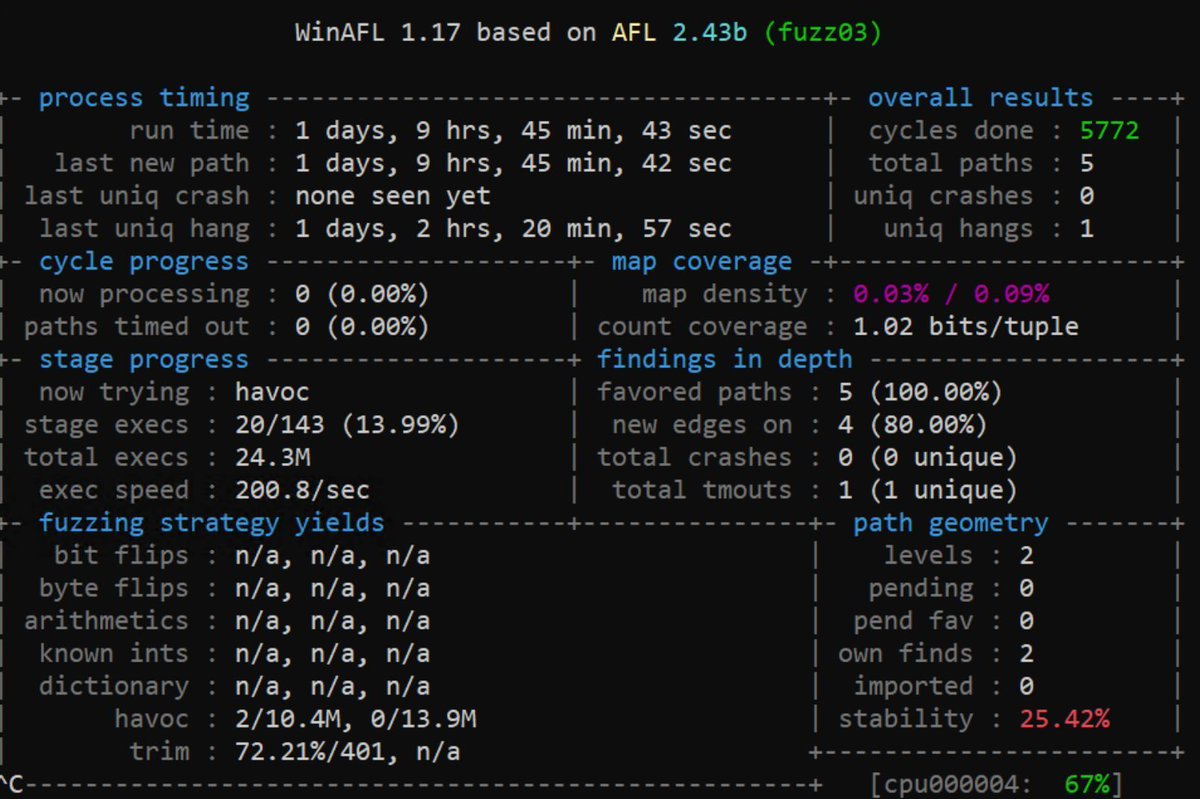 WinAFL 1.17 based on AFL 2.43b (fuzz03)
+- process timing -------------------------------------+- overall results ----+
|        run time : 1 days, 9 hrs, 45 min, 43 sec      |  cycles done : 5772  |
|   last new path : 1 days, 9 hrs, 45 min, 42 sec      |  total paths : 5     |
| last uniq crash : none seen yet                      | uniq crashes : 0     |
|  last uniq hang : 1 days, 2 hrs, 20 min, 57 sec      |   uniq hangs : 1     |
+- cycle progress --------------------+- map coverage -+----------------------+
|  now processing : 0 (0.00%)         |    map density : 0.03% / 0.09%        |
| paths timed out : 0 (0.00%)         | count coverage : 1.02 bits/tuple      |
+- stage progress --------------------+ findings in depth --------------------+
|  now trying : havoc                 | favored paths : 5 (100.00%)           |
| stage execs : 20/143 (13.99%)       |  new edges on : 4 (80.00%)            |
| total execs : 24.3M                 | total crashes : 0 (0 unique)          |
|  exec speed : 200.8/sec             |  total tmouts : 1 (1 unique)          |
+- fuzzing strategy yields -----------+---------------+- path geometry -------+
|   bit flips : n/a, n/a, n/a                         |    levels : 2         |
|  byte flips : n/a, n/a, n/a                         |   pending : 0         |
| arithmetics : n/a, n/a, n/a                         |  pend fav : 0         |
|  known ints : n/a, n/a, n/a                         | own finds : 2         |
|  dictionary : n/a, n/a, n/a                         |  imported : 0         |
|       havoc : 2/10.4M, 0/13.9M                      | stability : 25.42%    |
|        trim : 72.21%/401, n/a                       +-----------------------+
^C----------------------------------------------------+   [cpu000004:  67%]